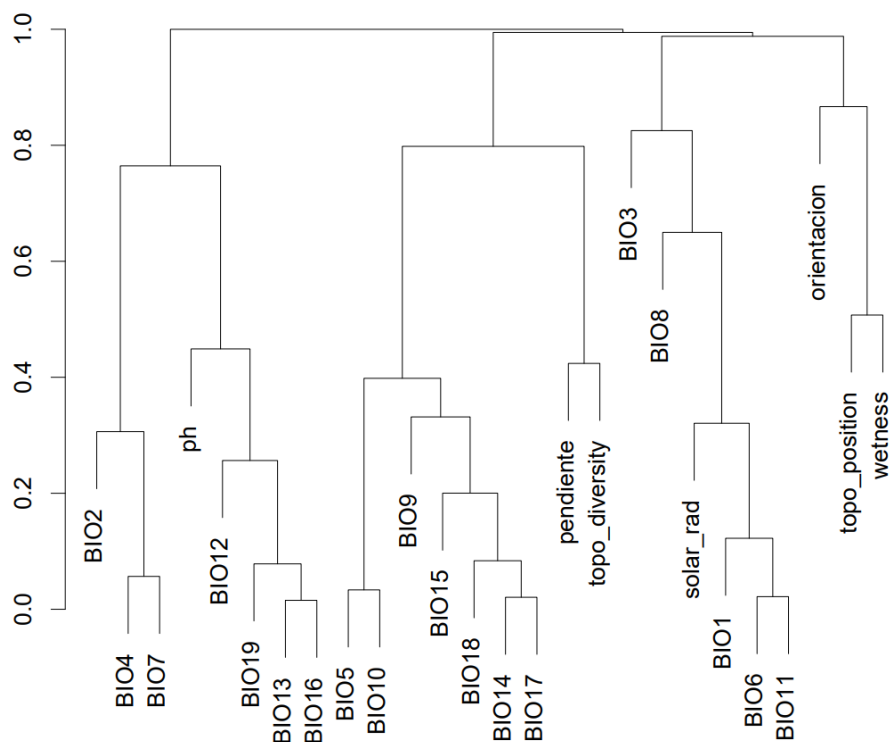 1.0
0.8
0.6
0.4
0.2
0.0
BIO2
BIO4
BIO7
ph
BIO12
BIO19
BIO13
BIO16
BIO5
BIO10
BIO9
BIO15
BIO18
BIO14
BIO17
pendiente
topo_diversity
BIO3
BIO8
solar_rad
BIO1
BIO6
BIO11
orientacion
topo_position
wetness